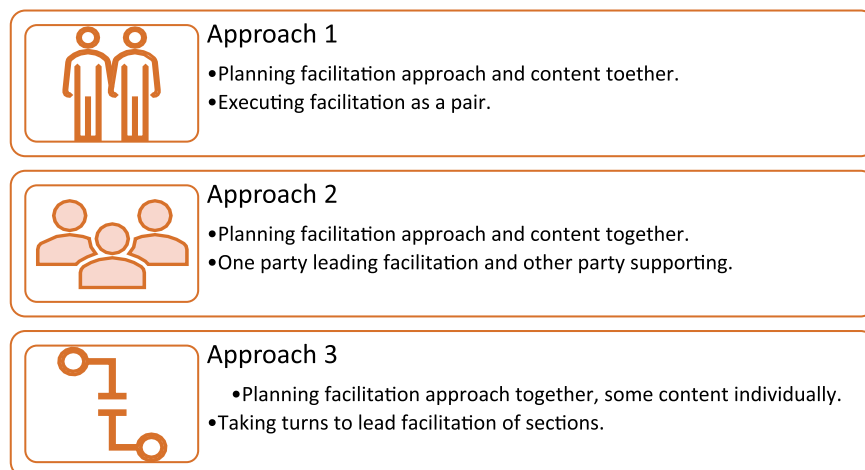 Approach 1
•Planning facilitation approach and content toether.
•Executing facilitation as a pair.
Approach 2
•Planning facilitation approach and content together.
•One party leading facilitation and other party supporting.
Approach 3
•Planning facilitation approach together, some content individually.
•Taking turns to lead facilitation of sections.